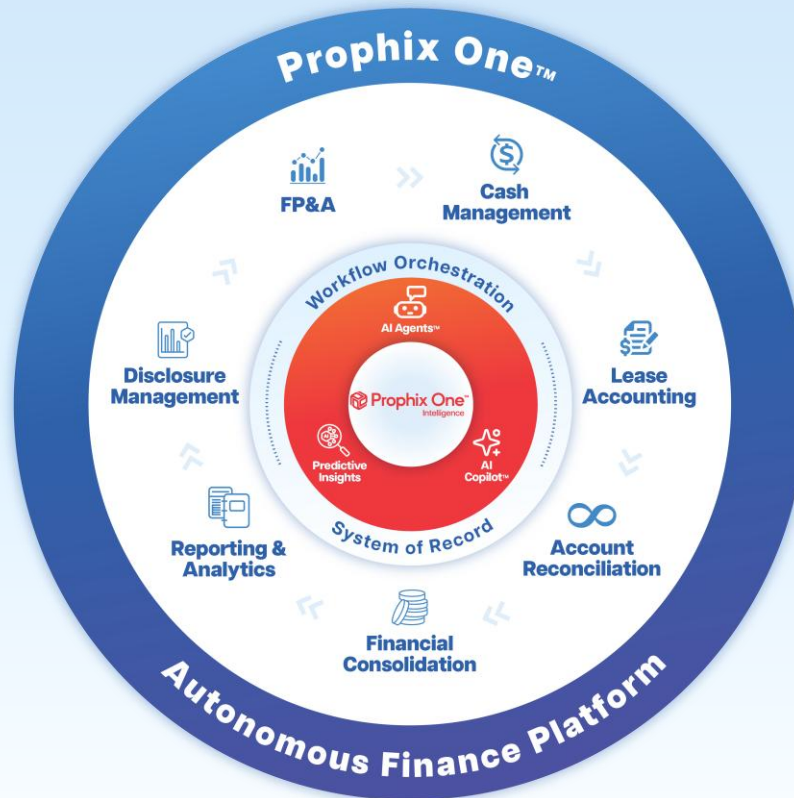 Prophix One™
FP&A
Cash
Management
Lease
Accounting
Account
Reconciliation
Financial
Consolidation
Reporting &
Analytics
Disclosure
Management
Workflow Orchestration
AI Agents™
Prophix One™
Intelligence
Predictive
Insights
AI
Copilot™
System of Record
Autonomous Finance Platform